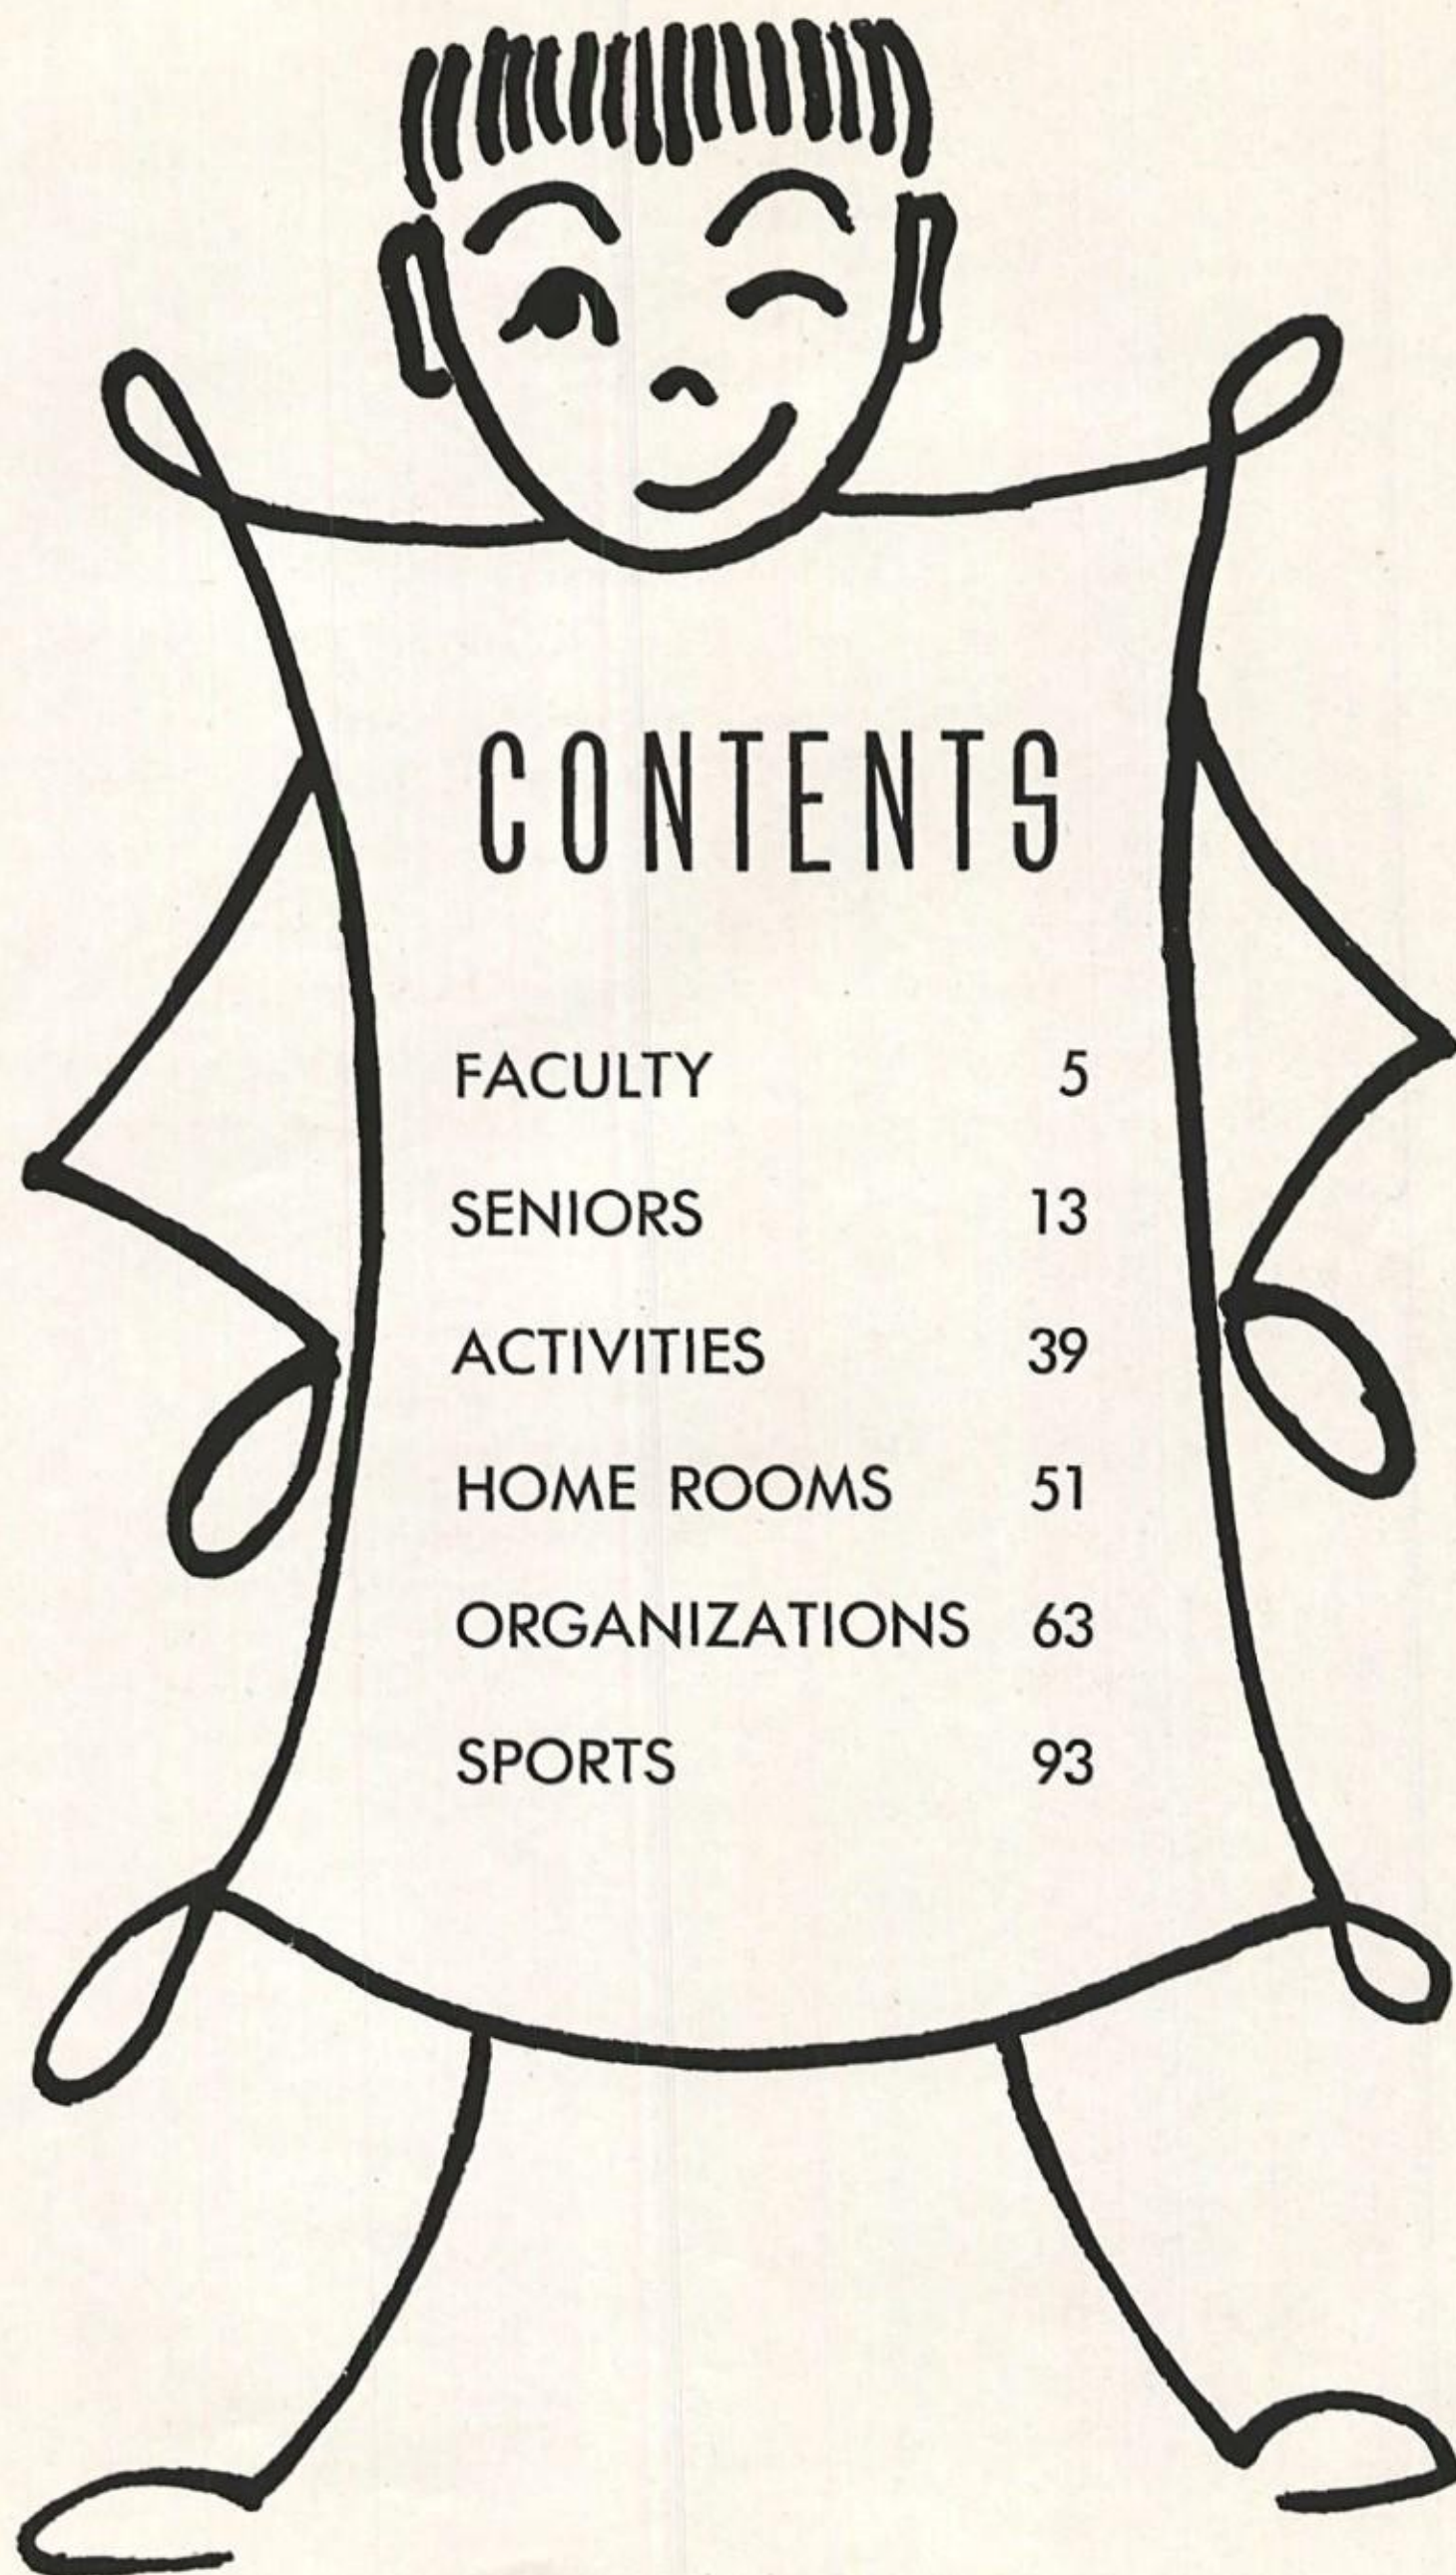 CONTENTS
FACULTY 5
SENIORS 13
ACTIVITIES 39
HOME ROOMS 51
ORGANIZATIONS 63
SPORTS 93